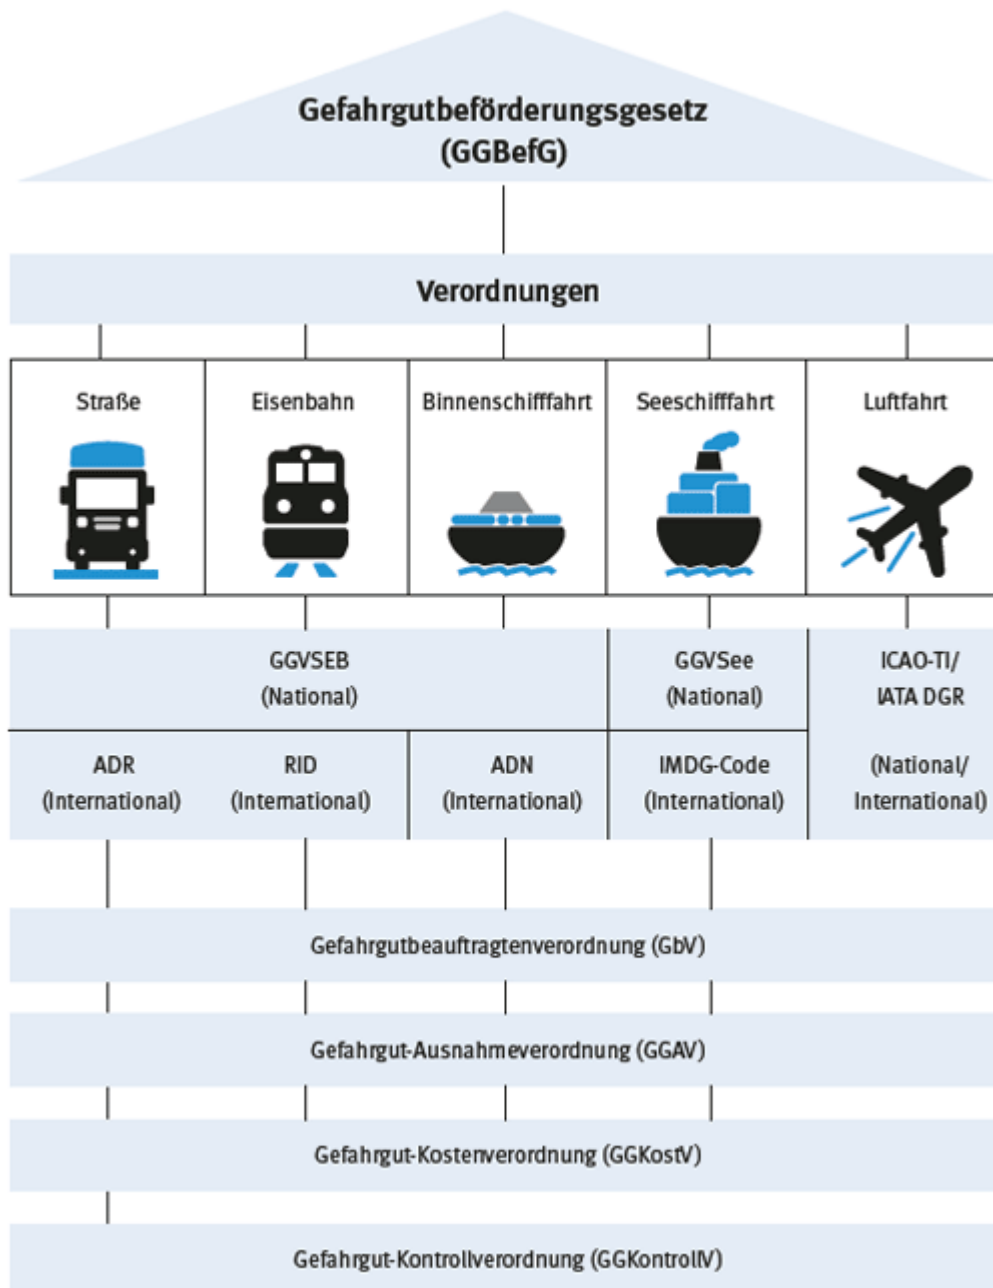 Gefahrgutbeförderungsgesetz
(GGBefG)
Verordnungen
Straße
Eisenbahn
Binnenschifffahrt
Seeschifffahrt
Luftfahrt
GGVSEB
(National)
GGVSee
(National)
ICAO-TI/
IATA DGR
ADR
(International)
RID
(International)
ADN
(International)
IMDG-Code
(International)
(National/
International)
Gefahrgutbeauftragtenverordnung (GbV)
Gefahrgut-Ausnahmeverordnung (GGAV)
Gefahrgut-Kostenverordnung (GGKostV)
Gefahrgut-Kontrollverordnung (GGKontrollV)